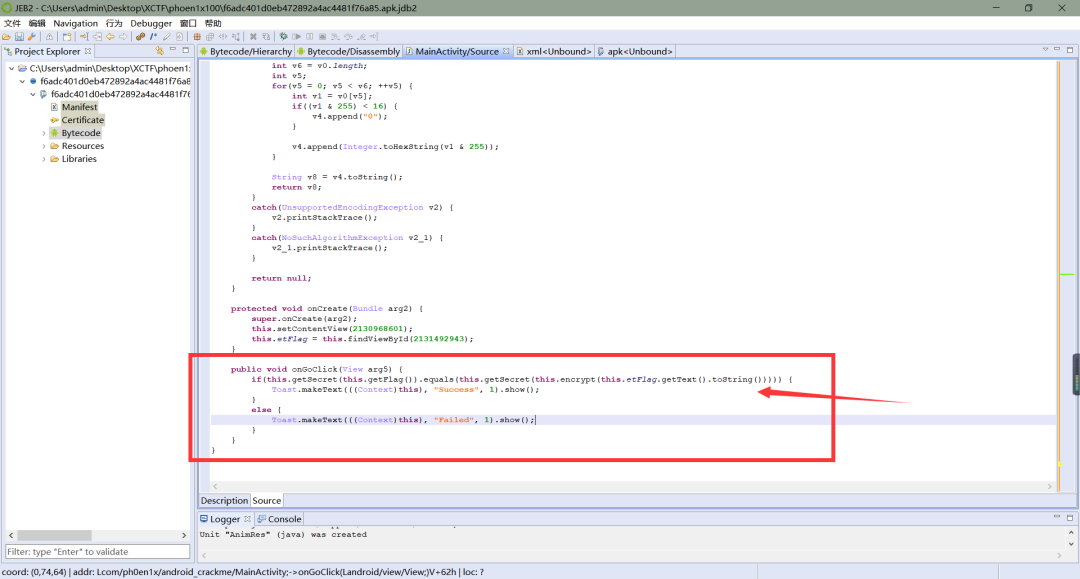 JEB2 - C:\Users\admin\Desktop\XCTF\phoen1x100\f6adc401d0eb472892a4ac4481f76a85.apk.jdb2
文件 编辑 Navigation 行为 Debugger 窗口 帮助
Project Explorer
Bytecode/Hierarchy Bytecode/Disassembly MainActivity/Source xml<Unbound> apk<Unbound>
C:\Users\admin\Desktop\XCTF\phoen1:
f6adc401d0eb472892a4ac4481f76a8
f6adc401d0eb472892a4ac4481f76
Manifest
Certificate
Bytecode
Resources
Libraries
int v6 = v0.length;
int v5;
for(v5 = 0; v5 < v6; ++v5) {
int v1 = v0[v5];
if((v1 & 255) < 16) {
v4.append("0");
}
v4.append(Integer.toHexString(v1 & 255));
}
String v8 = v4.toString();
return v8;
}
catch(UnsupportedEncodingException v2) {
v2.printStackTrace();
}
catch(NoSuchAlgorithmException v2_1) {
v2_1.printStackTrace();
}
return null;
}
protected void onCreate(Bundle arg2) {
super.onCreate(arg2);
this.setContentView(2130968601);
this.etFlag = this.findViewById(2131492943);
}
public void onGoClick(View arg5) {
if(this.getSecret(this.getFlag()).equals(this.getSecret(this.encrypt(this.etFlag.getText().toString())))) {
Toast.makeText(((Context)this), "Success", 1).show();
}
else {
Toast.makeText(((Context)this), "Failed", 1).show();
}
}
}
Description Source
Logger Console
Unit "AnimRes" (java) was created
Filter: type "Enter" to validate
coord: (0,74,64) | addr: Lcom/ph0en1x/android_crackme/MainActivity;->onGoClick(Landroid/view/View;)V+62h | loc: ?